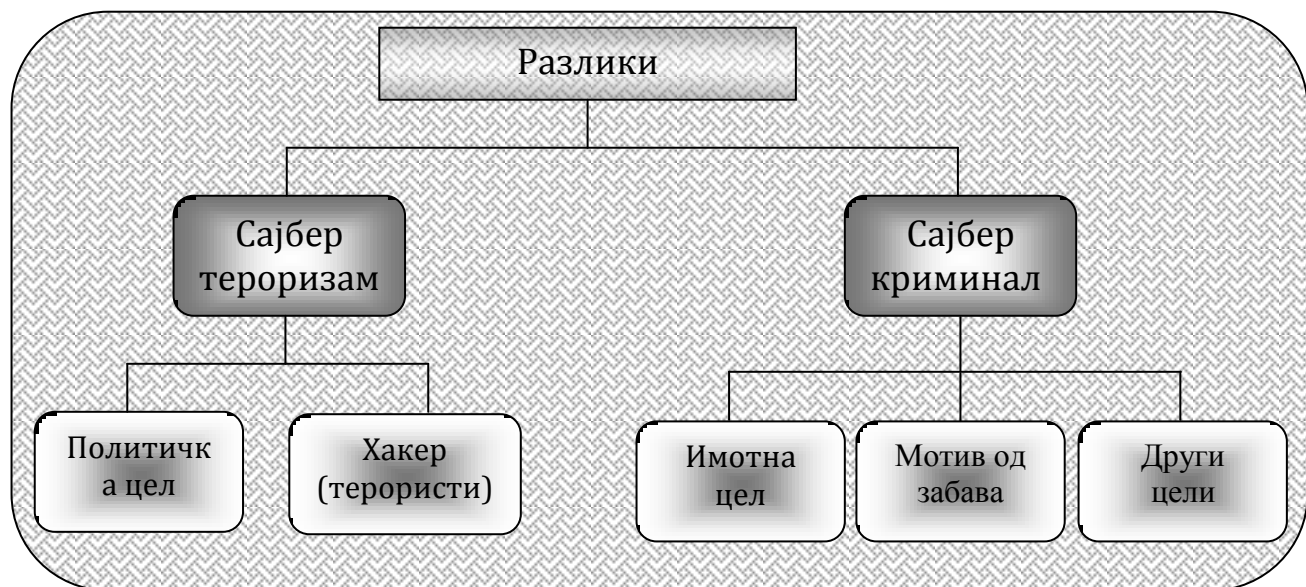 Разлики
Сајбер
тероризам
Сајбер
криминал
Политичк
а цел
Хакер
(терористи)
Имотна
цел
Мотив од
забава
Други
цели